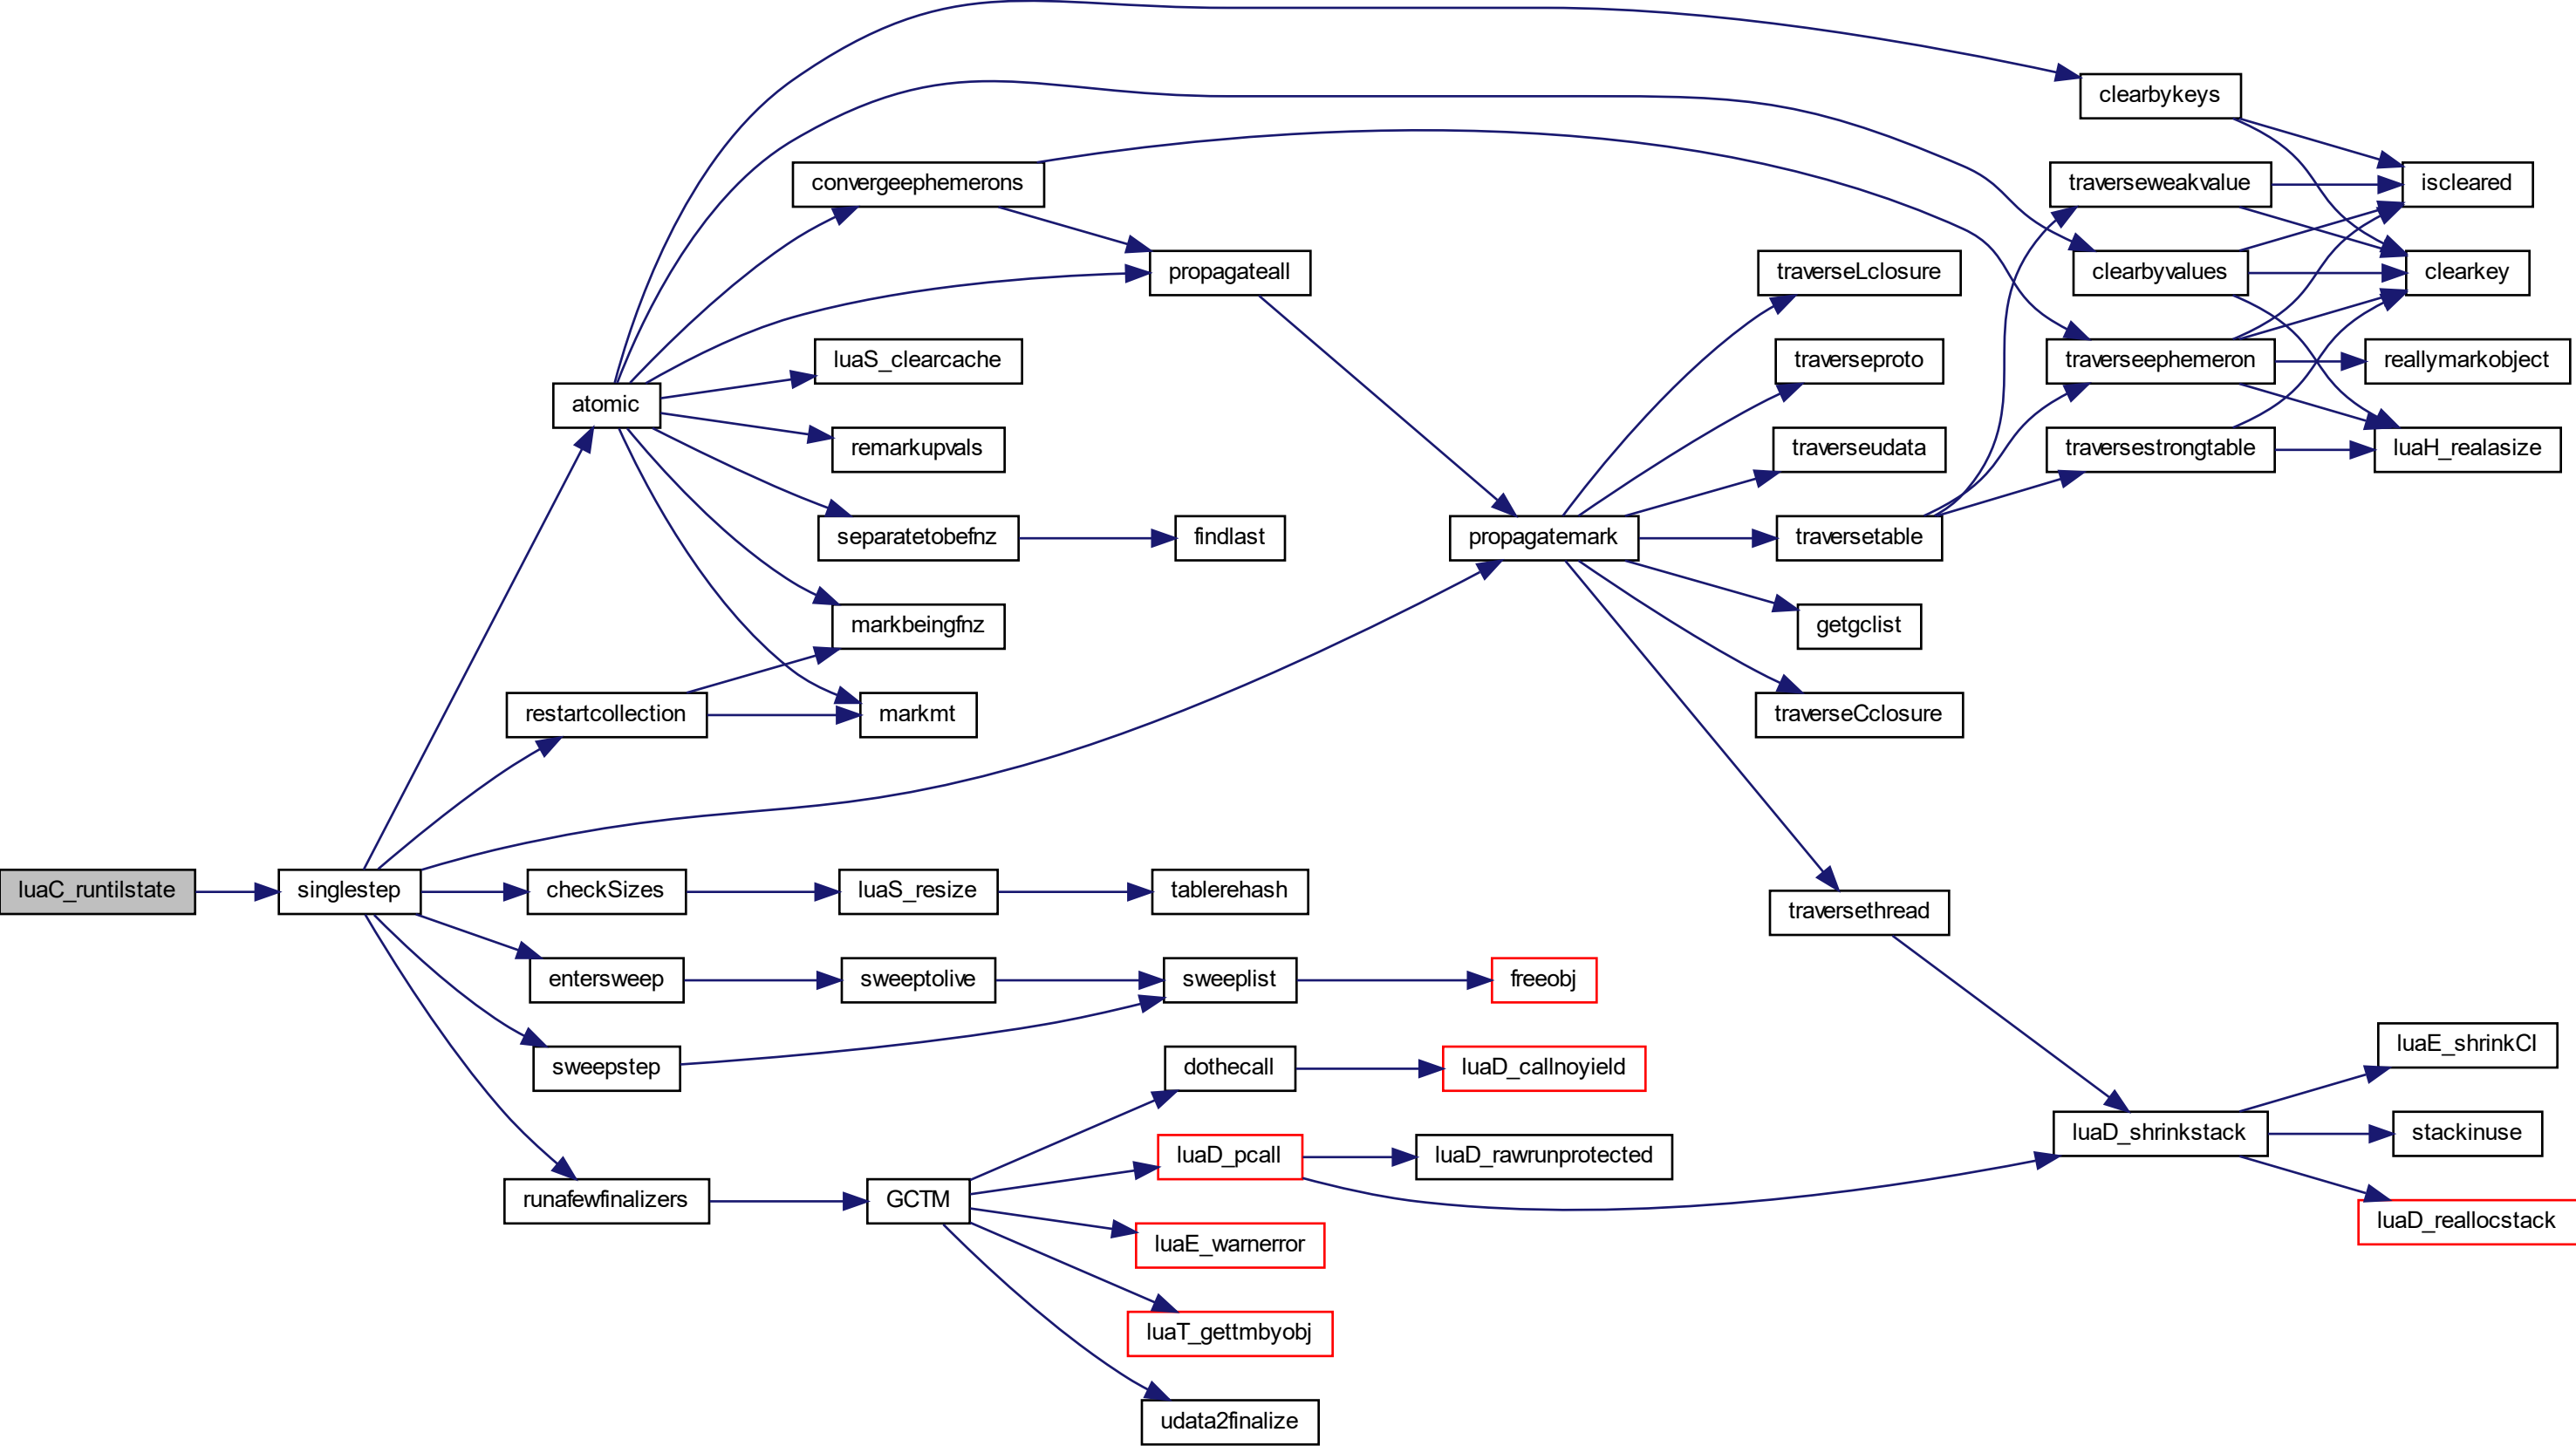 luaC_runtilstate
singlestep
atomic
restartcollection
checkSizes
entersweep
sweepstep
runafewfinalizers
convergeephemerons
luaS_clearcache
remarkupvals
separatetobefnz
markbeingfnz
markmt
luaS_resize
sweeptolive
GCTM
propagateall
findlast
tablerehash
sweeplist
dothecall
luaD_pcall
luaE_warnerror
luaT_gettmbyobj
udata2finalize
propagatemark
freeobj
luaD_callnoyield
luaD_rawrunprotected
traverseLclosure
traverseproto
traverseudata
traversetable
getgclist
traverseCclosure
traversethread
clearbykeys
traverseweakvalue
clearbyvalues
traverseephemeron
traversestrongtable
luaD_shrinkstack
iscleared
clearkey
reallymarkobject
luaH_realasize
luaE_shrinkCI
stackinuse
luaD_reallocstack